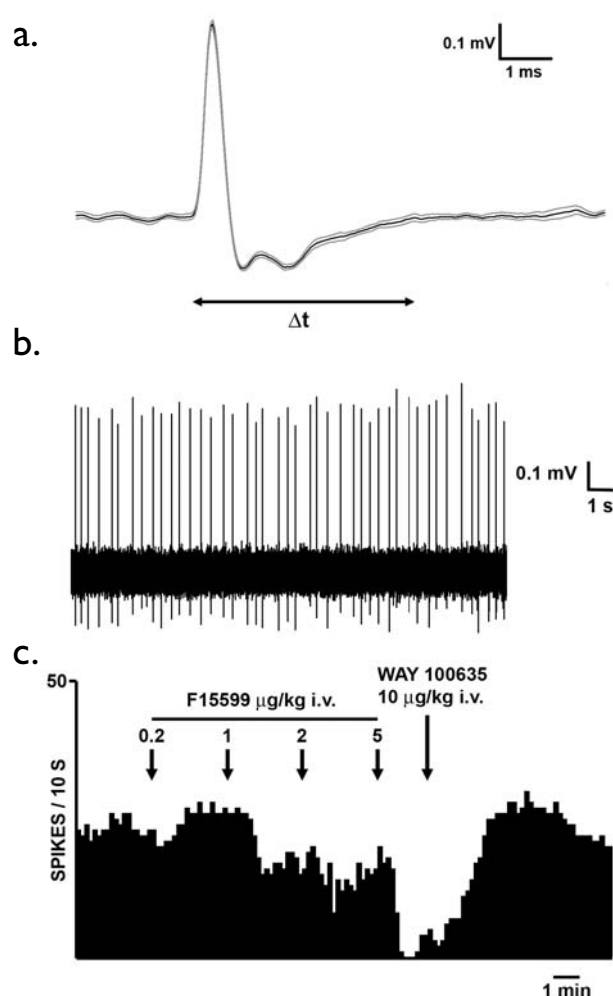 a.
0.1 mV
1 ms
Δt
b.
0.1 mV
1 s
c.
50
WAY 100635
10 µg/kg i.v.
F15599 µg/kg i.v.
0.2 1 2 5
SPIKES / 10 S
1 min